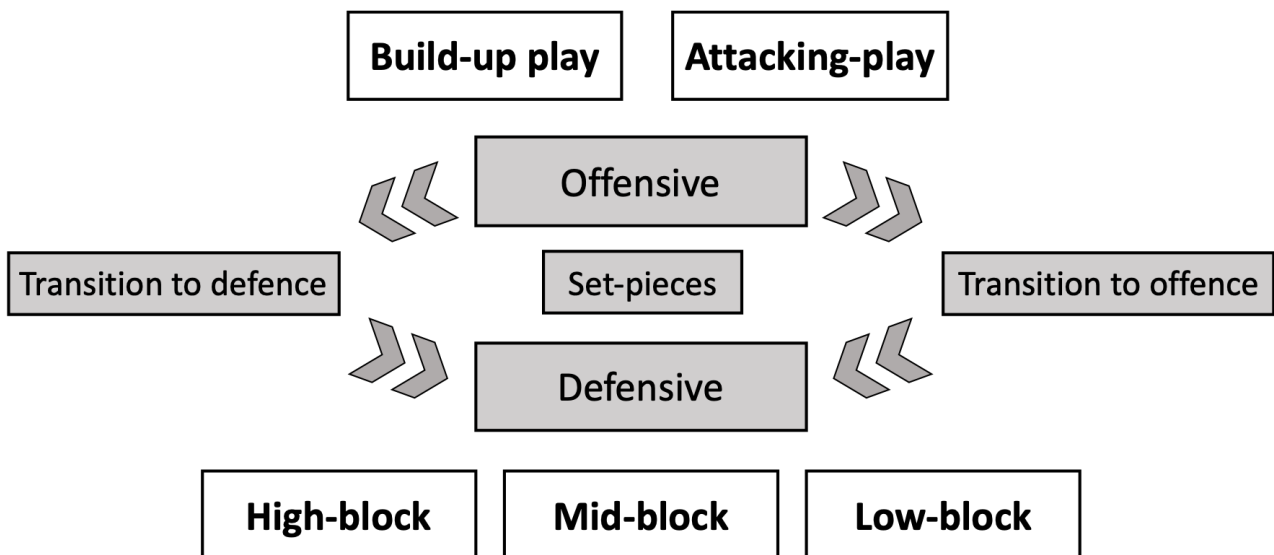 Build-up play
Attacking-play
Offensive
Transition to defence
Set-pieces
Transition to offence
Defensive
High-block
Mid-block
Low-block